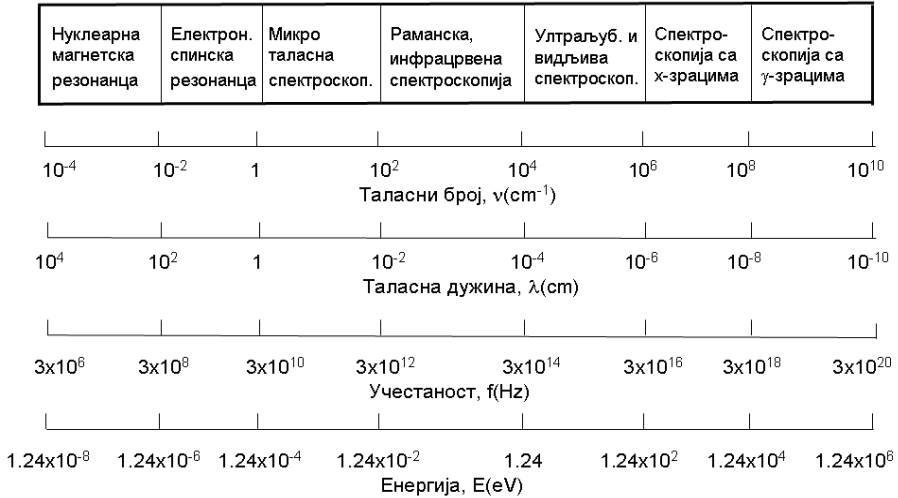 Нуклеарна
магнетска
резонанца
Електрон.
спинска
резонанца
Микро
таласна
спектроскоп.
Раманска,
инфрацрвена
спектроскопија
Ултраљуб. и
видљива
спектроскоп.
Спектро-
скопија са
x-зрацима
Спектро-
скопија са
γ-зрацима
10⁻⁴ 10⁻² 1 10² 10⁴ 10⁶ 10⁸ 10¹⁰
Таласни број, ν(cm⁻¹)
10⁴ 10² 1 10⁻² 10⁻⁴ 10⁻⁶ 10⁻⁸ 10⁻¹⁰
Таласна дужина, λ(cm)
3x10⁶ 3x10⁸ 3x10¹⁰ 3x10¹² 3x10¹⁴ 3x10¹⁶ 3x10¹⁸ 3x10²⁰
Учестаност, f(Hz)
1.24x10⁻⁸ 1.24x10⁻⁶ 1.24x10⁻⁴ 1.24x10⁻² 1.24 1.24x10² 1.24x10⁴ 1.24x10⁶
Енергија, E(eV)